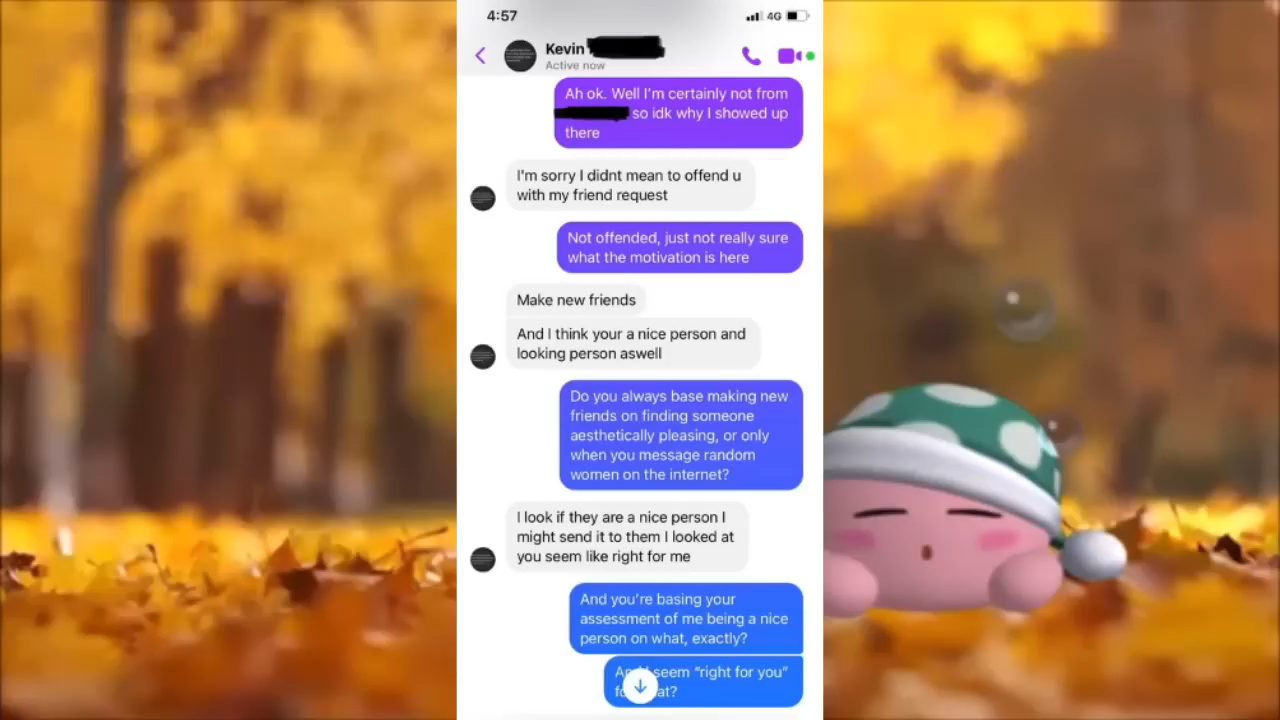 4:57
4G
Kevin
Active now
Ah ok. Well I'm certainly not from
so idk why I showed up
there
I'm sorry I didnt mean to offend u
with my friend request
Not offended, just not really sure
what the motivation is here
Make new friends
And I think your a nice person and
looking person aswell
Do you always base making new
friends on finding someone
aesthetically pleasing, or only
when you message random
women on the internet?
I look if they are a nice person I
might send it to them I looked at
you seem like right for me
And you're basing your
assessment of me being a nice
person on what, exactly?
seem “right for you”